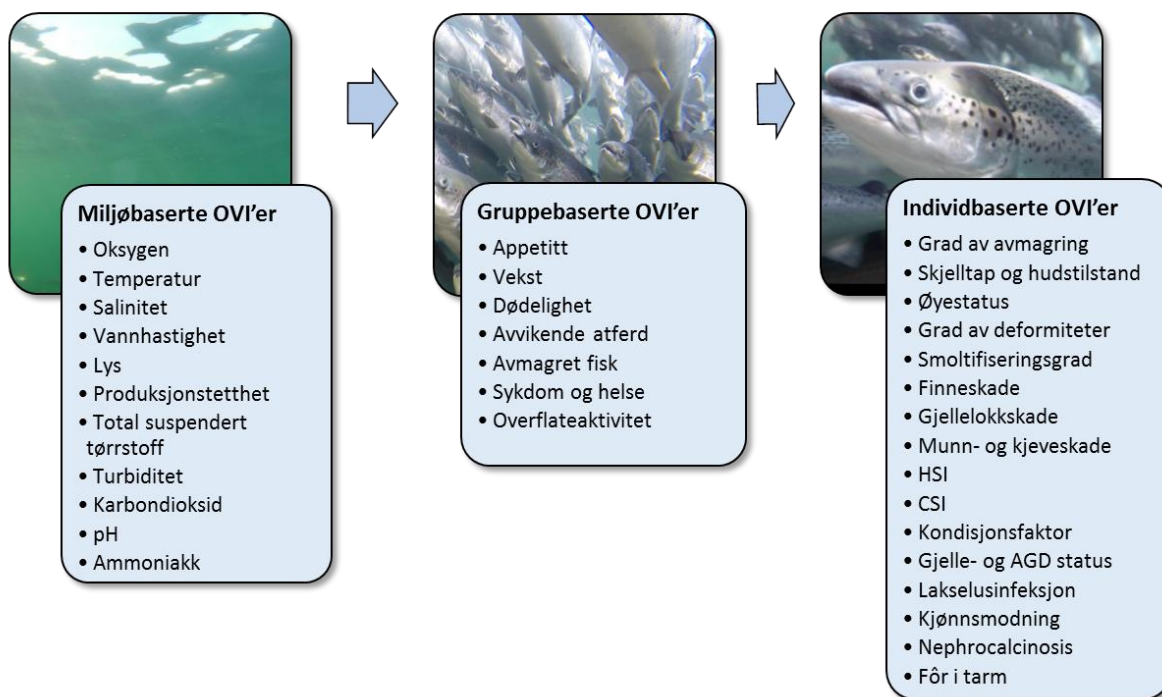 Miljøbaserte OVI’er
• Oksygen
• Temperatur
• Salinitet
• Vannhastighet
• Lys
• Produksjonstetthet
• Total suspendert
tørrstoff
• Turbiditet
• Karbondioksid
• pH
• Ammoniakk
Gruppebaserte OVI’er
• Appetitt
• Vekst
• Dødelighet
• Avvikende atferd
• Avmagret fisk
• Sykdom og helse
• Overflateaktivitet
Individbaserte OVI’er
• Grad av avmagring
• Skjelltap og hudstilstand
• Øyestatus
• Grad av deformiteter
• Smoltifiseringsgrad
• Finneskade
• Gjellelokkskade
• Munn- og kjeveskade
• HSI
• CSI
• Kondisjonsfaktor
• Gjelle- og AGD status
• Lakselusinfeksjon
• Kjønnsmodning
• Nephrocalcinosis
• Fôr i tarm